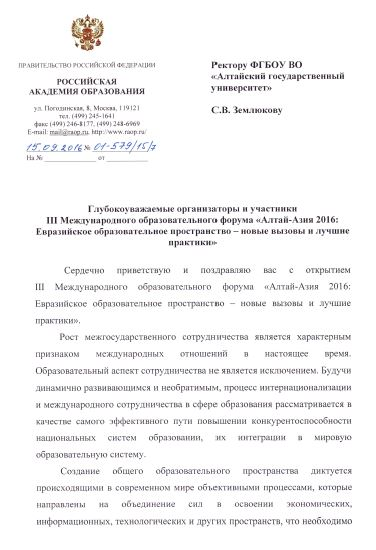 ПРАВИТЕЛЬСТВО РОССИЙСКОЙ ФЕДЕРАЦИИ
РОССИЙСКАЯ
АКАДЕМИЯ ОБРАЗОВАНИЯ
ул. Погодинская, 8, Москва, 119121
тел. (499) 245-1641
факс (499) 246-8177, (499) 248-6969
E-mail: mail@raop.ru, http://www.raop.ru/
15.09.2016 № 01-579/15/7
На № 
Ректору ФГБОУ ВО
«Алтайский государственный
университет»
С.В. Землюкову
Глубокоуважаемые организаторы и участники
III Международного образовательного форума «Алтай-Азия 2016:
Евразийское образовательное пространство – новые вызовы и лучшие
практики»
Сердечно приветствую и поздравляю вас с открытием
III Международного образовательного форума «Алтай-Азия 2016:
Евразийское образовательное пространство – новые вызовы и лучшие
практики».
Рост межгосударственного сотрудничества является характерным
признаком международных отношений в настоящее время.
Образовательный аспект сотрудничества не является исключением. Будучи
динамично развивающимся и необратимым, процесс интернационализации
и международного сотрудничества в сфере образования рассматривается в
качестве самого эффективного пути повышении конкурентоспособности
национальных систем образовании, их интеграции в мировую
образовательную систему.
Создание общего образовательного пространства диктуется
происходящими в современном мире объективными процессами, которые
направлены на объединение сил в освоении экономических,
информационных, технологических и других пространств, что необходимо